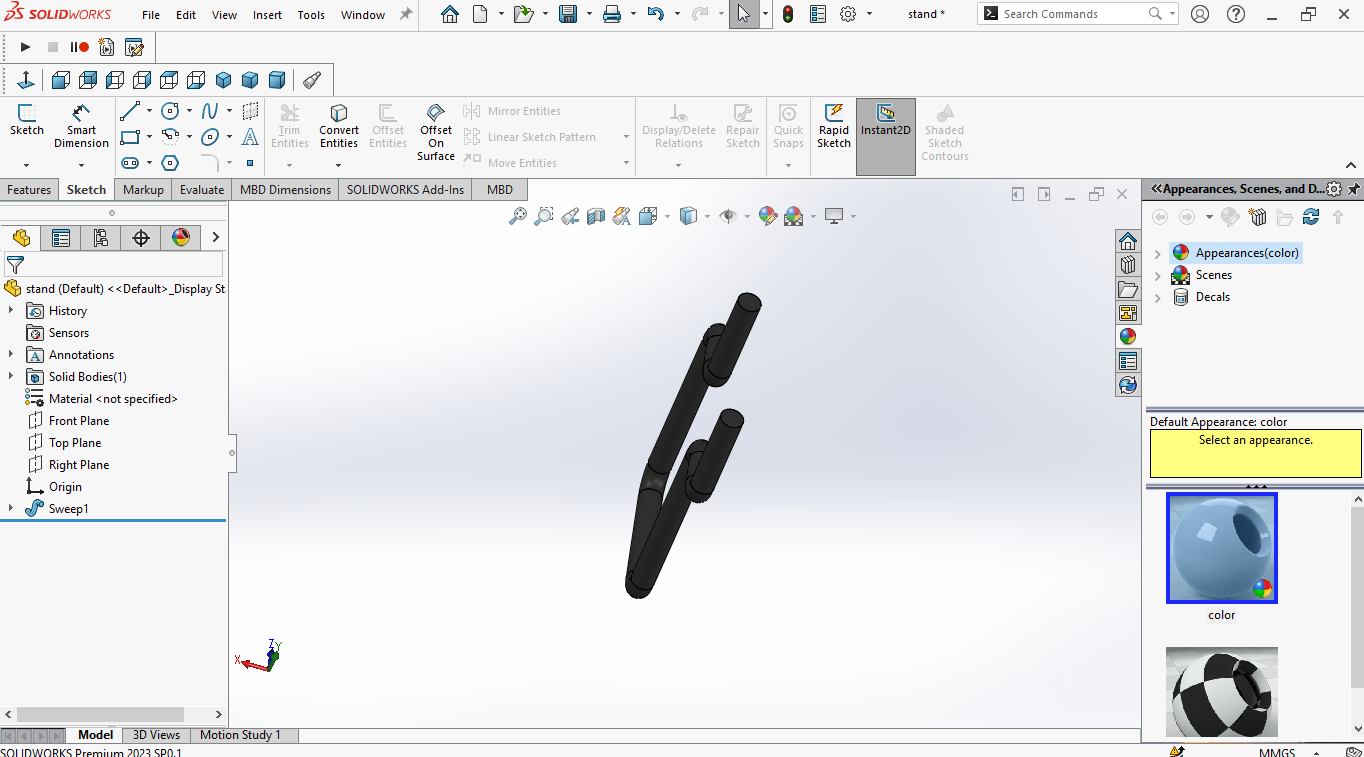 SOLIDWORKS File Edit View Insert Tools Window stand * Search Commands
Sketch Smart Dimension Trim Entities Convert Entities Offset Entities Offset On Surface Mirror Entities Linear Sketch Pattern Move Entities Display/Delete Relations Repair Sketch Quick Snaps Rapid Sketch Instant2D Shaded Sketch Contours
Features Sketch Markup Evaluate MBD Dimensions SOLIDWORKS Add-Ins MBD
stand (Default) <<Default>_Display St
History
Sensors
Annotations
Solid Bodies(1)
Material <not specified>
Front Plane
Top Plane
Right Plane
Origin
Sweep1
X
Z
Y
Appearances, Scenes, and D...
Appearances(color)
Scenes
Decals
Default Appearance: color
Select an appearance.
color
Model 3D Views Motion Study 1
SOLIDWORKS Premium 2023 SP0.1
MMGS